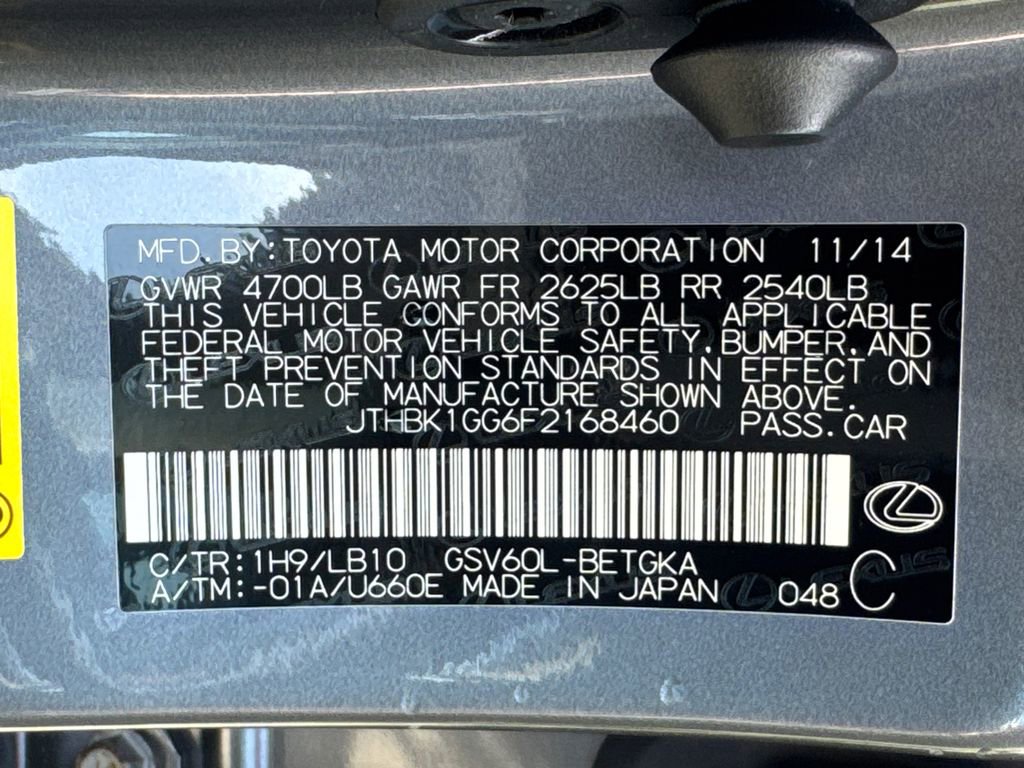 MFD.BY:TOYOTA MOTOR CORPORATION 11/14
GVWR 4700LB GAWR FR 2625LB RR 2540LB
THIS VEHICLE CONFORMS TO ALL APPLICABLE
FEDERAL MOTOR VEHICLE SAFETY,BUMPER,AND
THEFT PREVENTION STANDARDS IN EFFECT ON
THE DATE OF MANUFACTURE SHOWN ABOVE.
JTHBK1GG6F2168460 PASS.CAR
C/TR:1H9/LB10 GSV60L-BETGKA
A/TM:-01A/U660E MADE IN JAPAN 048 C